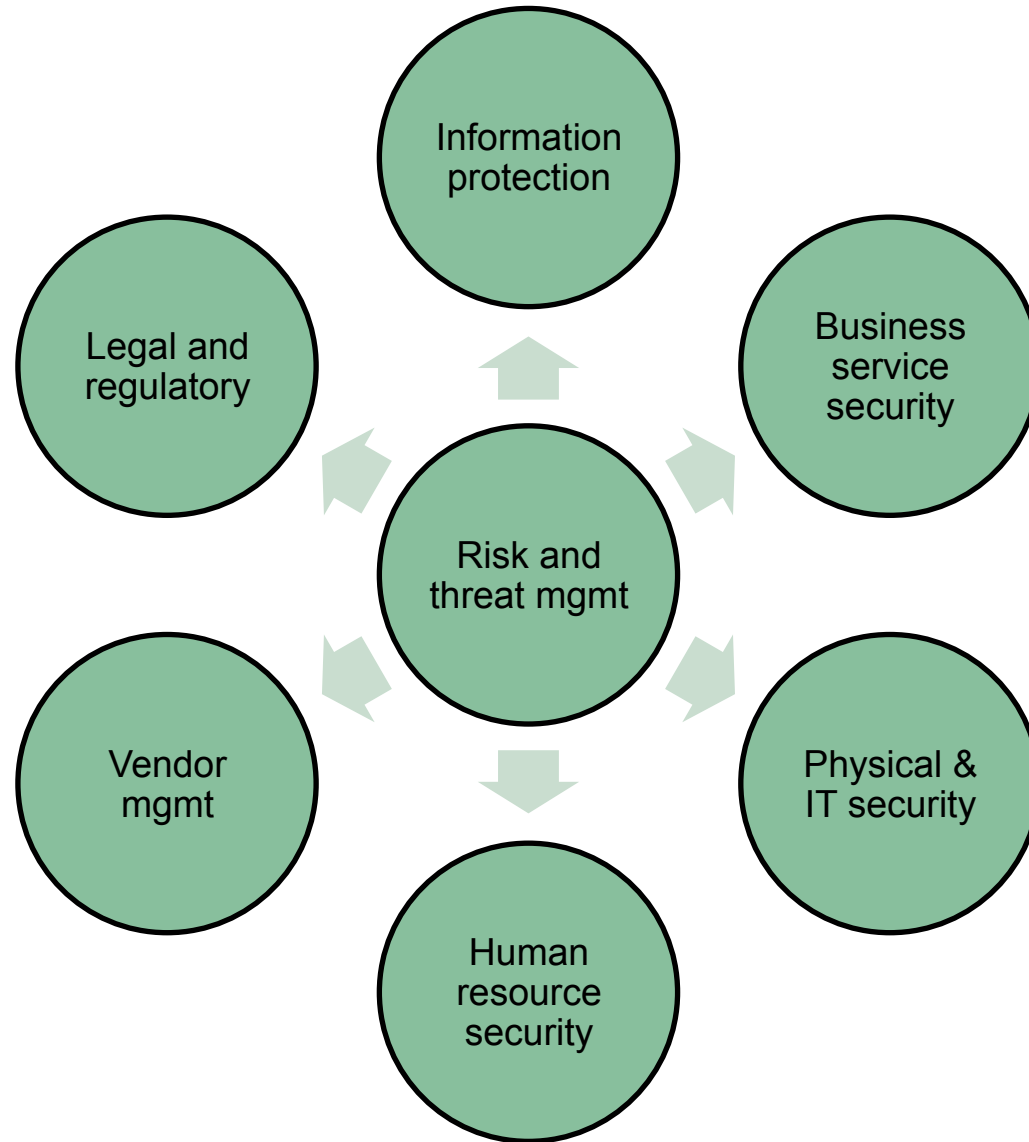 Information
protection
Legal and
regulatory
Business
service
security
Risk and
threat mgmt
Vendor
mgmt
Physical &
IT security
Human
resource
security